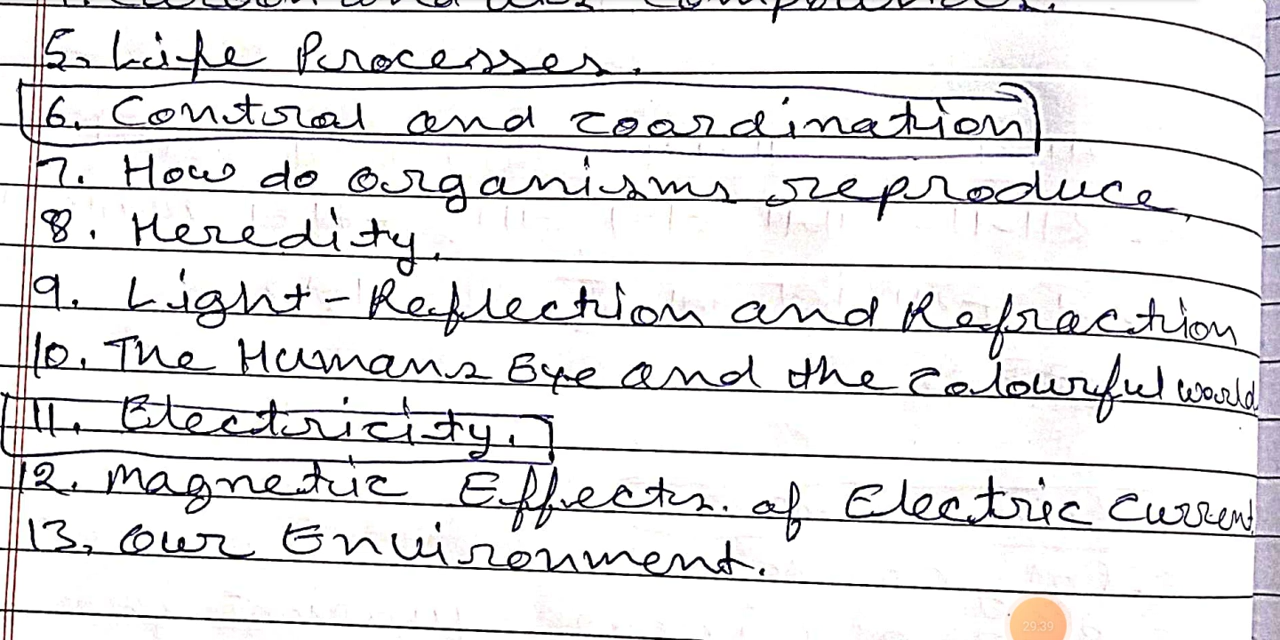 5. Life Processes.
6. Control and coordination
7. How do organisms reproduce.
8. Heredity.
9. Light - Reflection and Refraction
10. The Humans Eye and the colourful world
11. Electricity.
12. Magnetic Effects. of Electric Current
13. Our Environment.
29:39